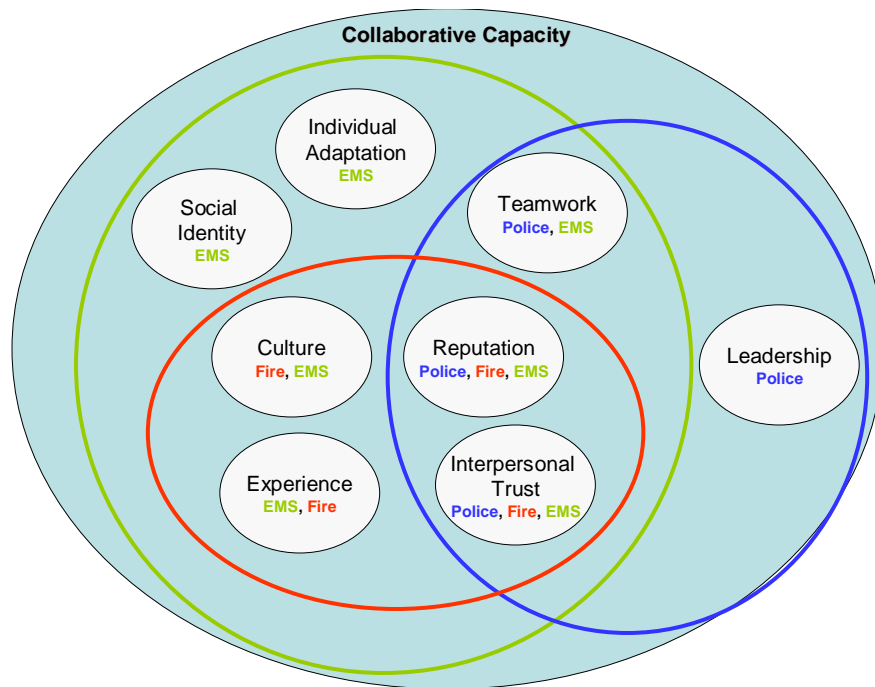 Collaborative Capacity
Individual
Adaptation
EMS
Social
Identity
EMS
Teamwork
Police, EMS
Culture
Fire, EMS
Reputation
Police, Fire, EMS
Leadership
Police
Experience
EMS, Fire
Interpersonal
Trust
Police, Fire, EMS